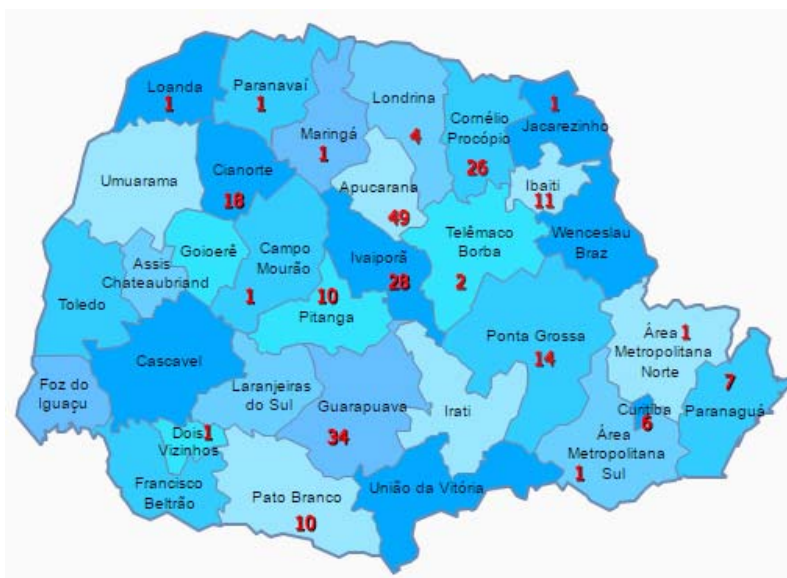 Loanda
1
Paranavaí
1
Maringá
1
Londrina
4
Cornélio
Procópio
26
1
Jacarezinho
Umuarama
Cianorte
18
Apucarana
49
Ibaiti
11
Goioerê
Campo
Mourão
1
Ivaiporã
28
Telêmaco
Borba
2
Wenceslau
Braz
Assis
Chateaubriand
Toledo
10
Pitanga
Ponta Grossa
14
Área 1
Metropolitana
Norte
Cascavel
Foz do
Iguaçu
Laranjeiras
do Sul
Guarapuava
34
Irati
7
Paranaguá
Curitiba
6
Área
Metropolitana
Sul
1
Dois 1
Vizinhos
Francisco
Beltrão
Pato Branco
10
União da Vitória